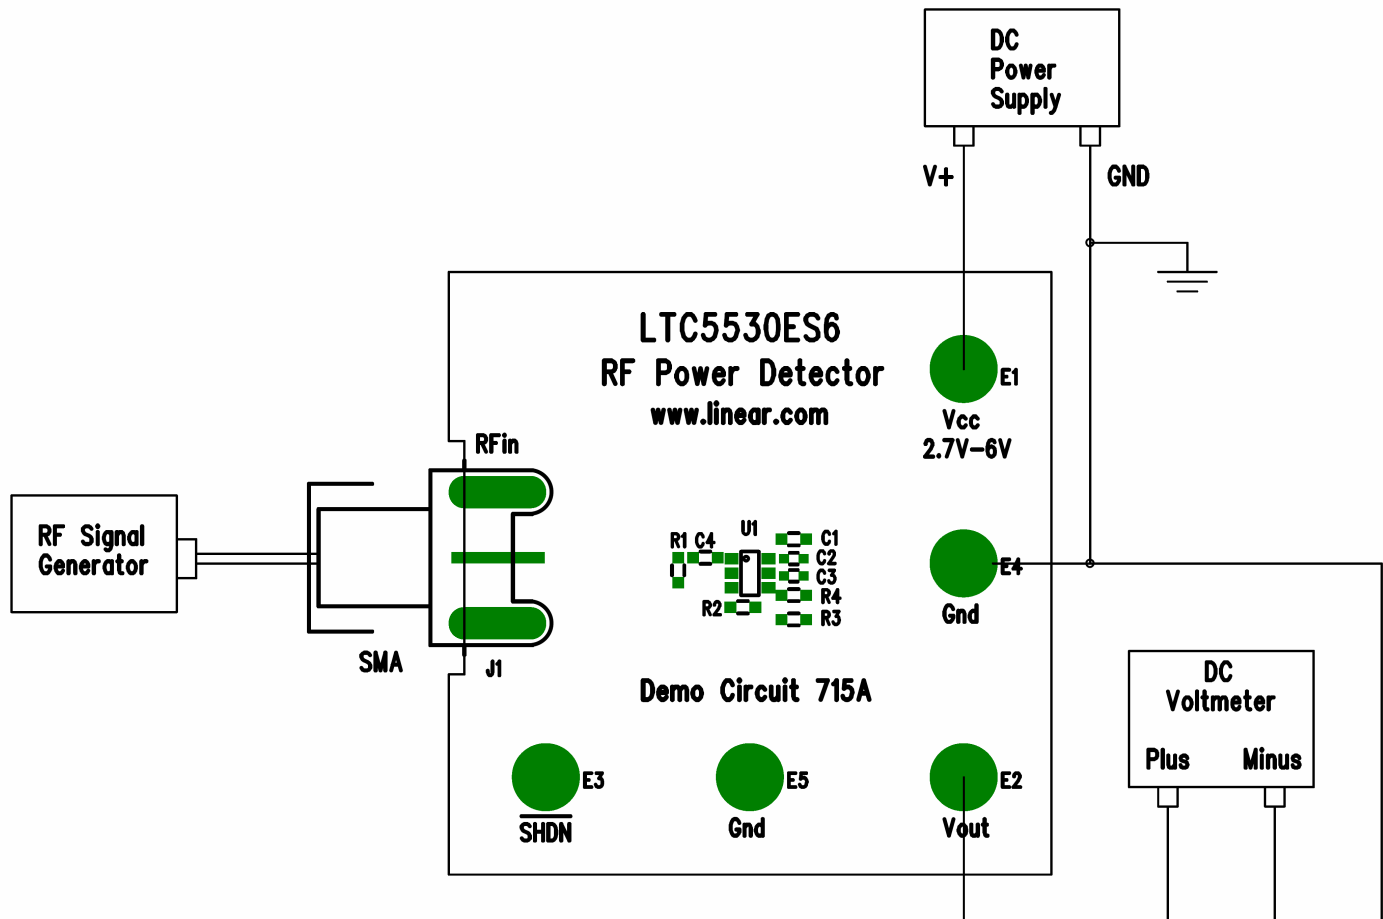 DC
Power
Supply
V+
GND
LTC5530ES6
RF Power Detector
www.linear.com
E1
Vcc
2.7V-6V
RFin
RF Signal
Generator
U1
R1 C4
C1
C2
C3
R4
R2
R3
E4
Gnd
SMA
J1
Demo Circuit 715A
DC
Voltmeter
Plus Minus
E3
SHDN
E5
Gnd
E2
Vout